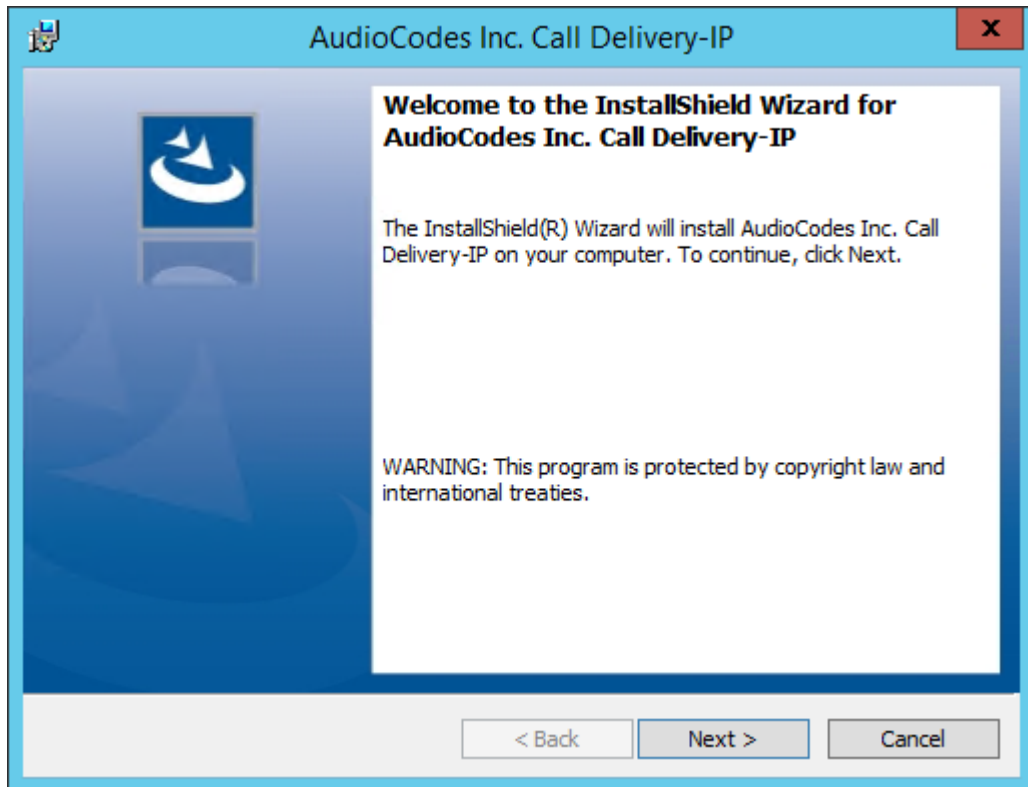 AudioCodes Inc. Call Delivery-IP
x
Welcome to the InstallShield Wizard for
AudioCodes Inc. Call Delivery-IP
The InstallShield(R) Wizard will install AudioCodes Inc. Call
Delivery-IP on your computer. To continue, click Next.
WARNING: This program is protected by copyright law and
international treaties.
< Back Next > Cancel